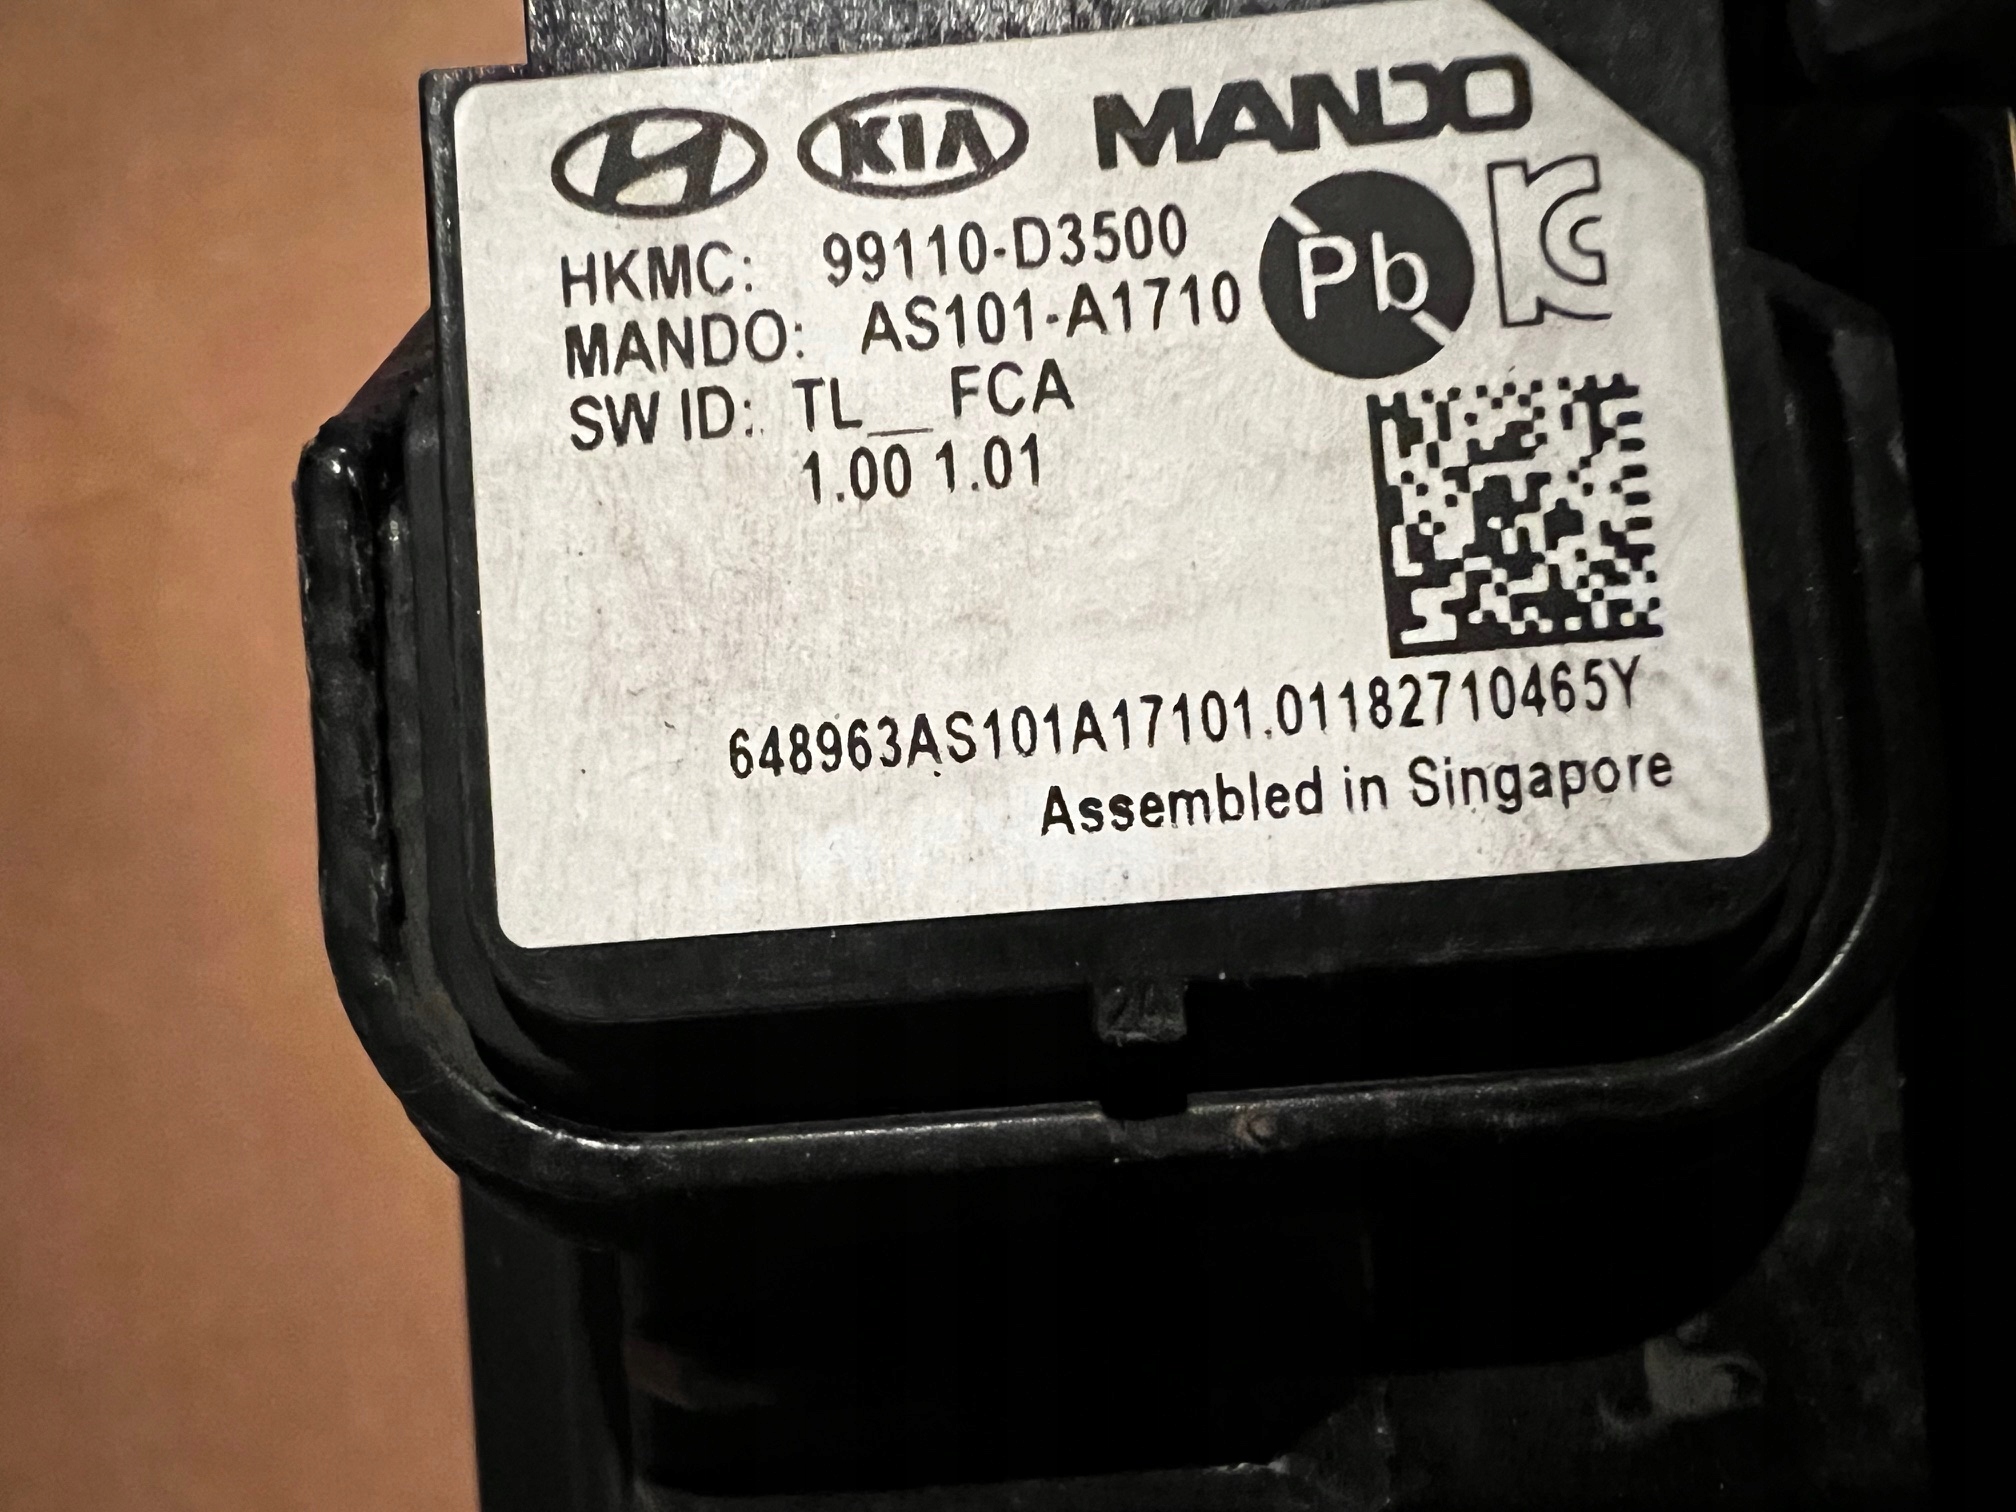 KIA MANDO
HKMC: 99110-D3500
MANDO: AS101-A1710
Pb
SW ID: TL__FCA
1.00 1.01
648963AS101A17101.01182710465Y
Assembled in Singapore